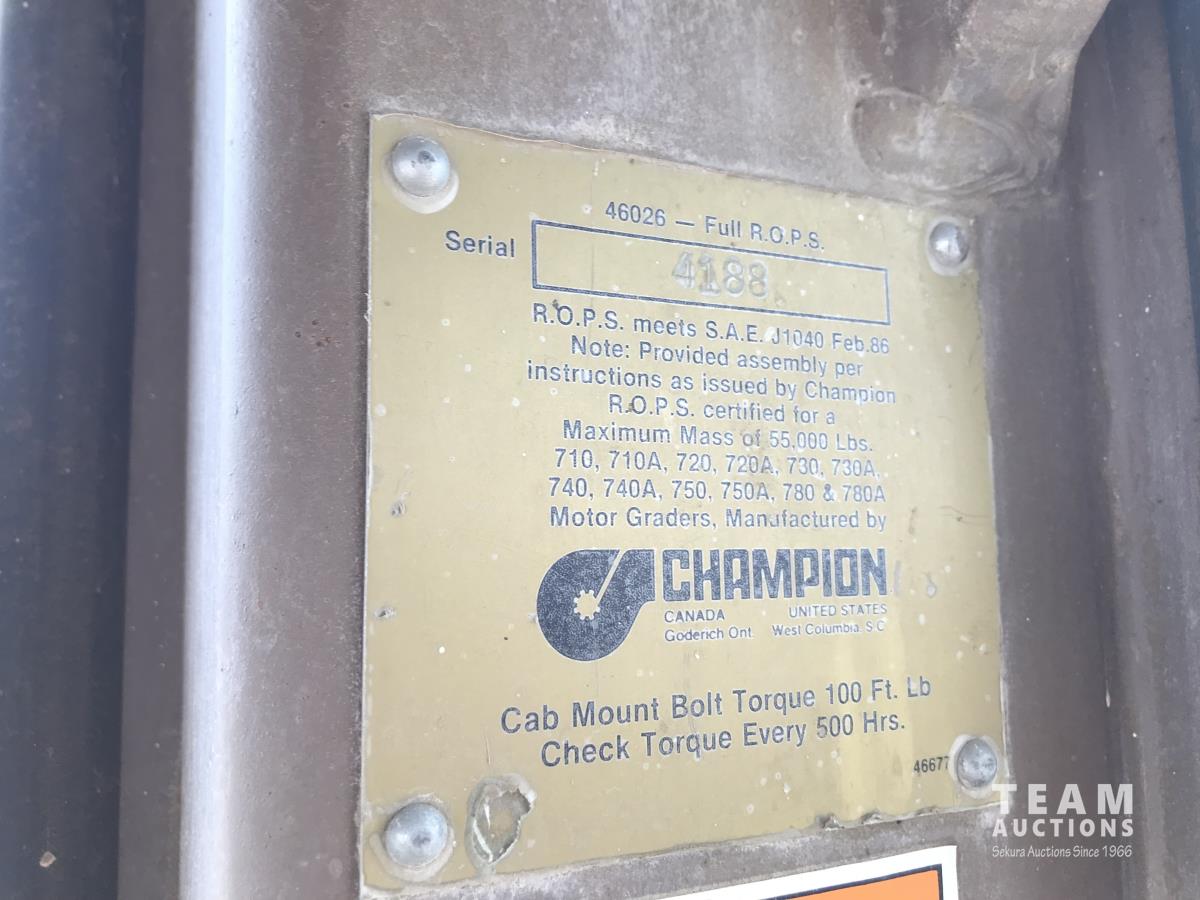 46026 — Full R.O.P.S.
Serial 4188
R.O.P.S. meets S.A.E. J1040 Feb.86
Note: Provided assembly per
instructions as issued by Champion
R.O.P.S. certified for a
Maximum Mass of 55,000 Lbs.
710, 710A, 720, 720A, 730, 730A,
740, 740A, 750, 750A, 780 & 780A
Motor Graders, Manufactured by
CHAMPION
CANADA UNITED STATES
Goderich Ont. West Columbia, S.C
Cab Mount Bolt Torque 100 Ft. Lb
Check Torque Every 500 Hrs.
46677
TEAM
AUCTIONS
Sekura Auctions Since 1966